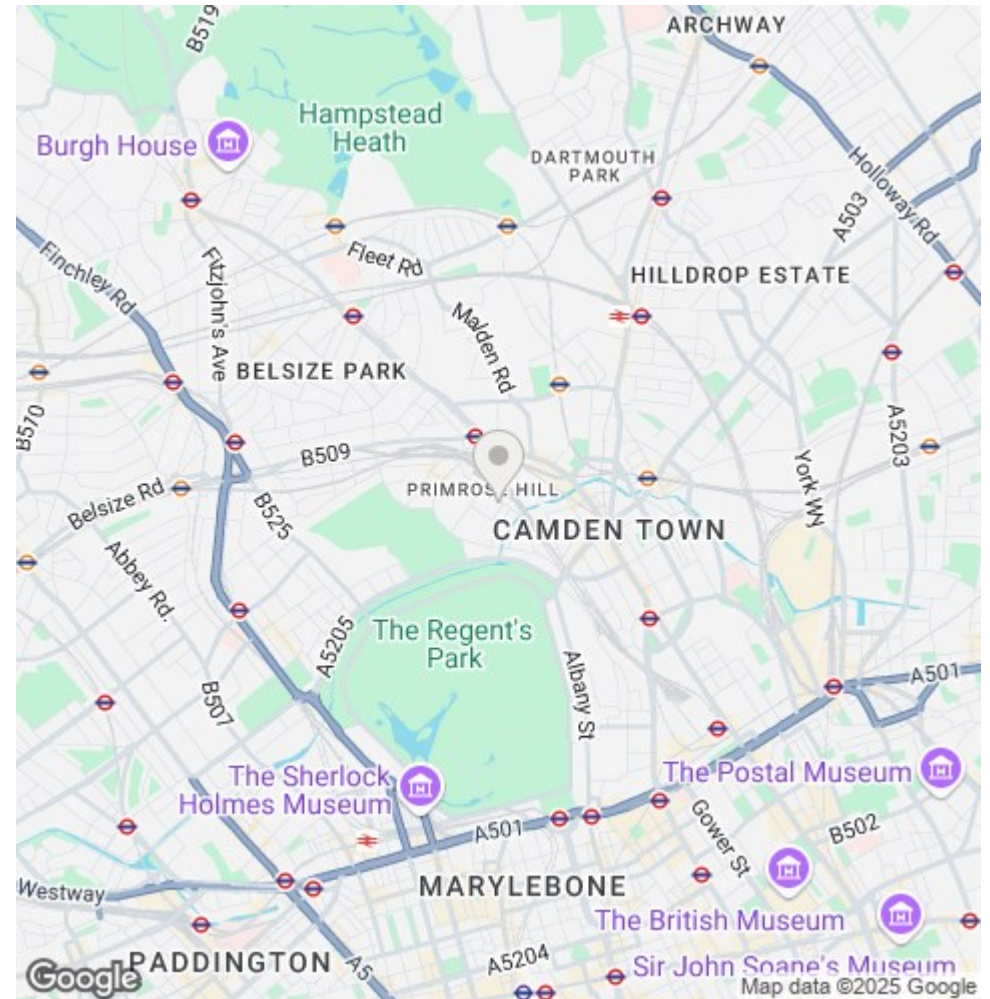 ARCHWAY
B519
Hampstead
Heath
Burgh House
DARTMOUTH
PARK
Holloway Rd
A503
Finchley Rd
Fitzjohn's Ave
Fleet Rd
HILLDROP ESTATE
Malden Rd
BELSIZE PARK
B570
A5203
B509
York Wy
PRIMROSE HILL
Belsize Rd
B525
CAMDEN TOWN
Abbey Rd.
The Regent's
Park
A5205
Albany St
A501
B507
The Sherlock
Holmes Museum
The Postal Museum
Gower St
B502
A501
MARYLEBONE
Westway
The British Museum
PADDINGTON
A5
A5204
Sir John Soane's Museum
Google
Map data ©2025 Google